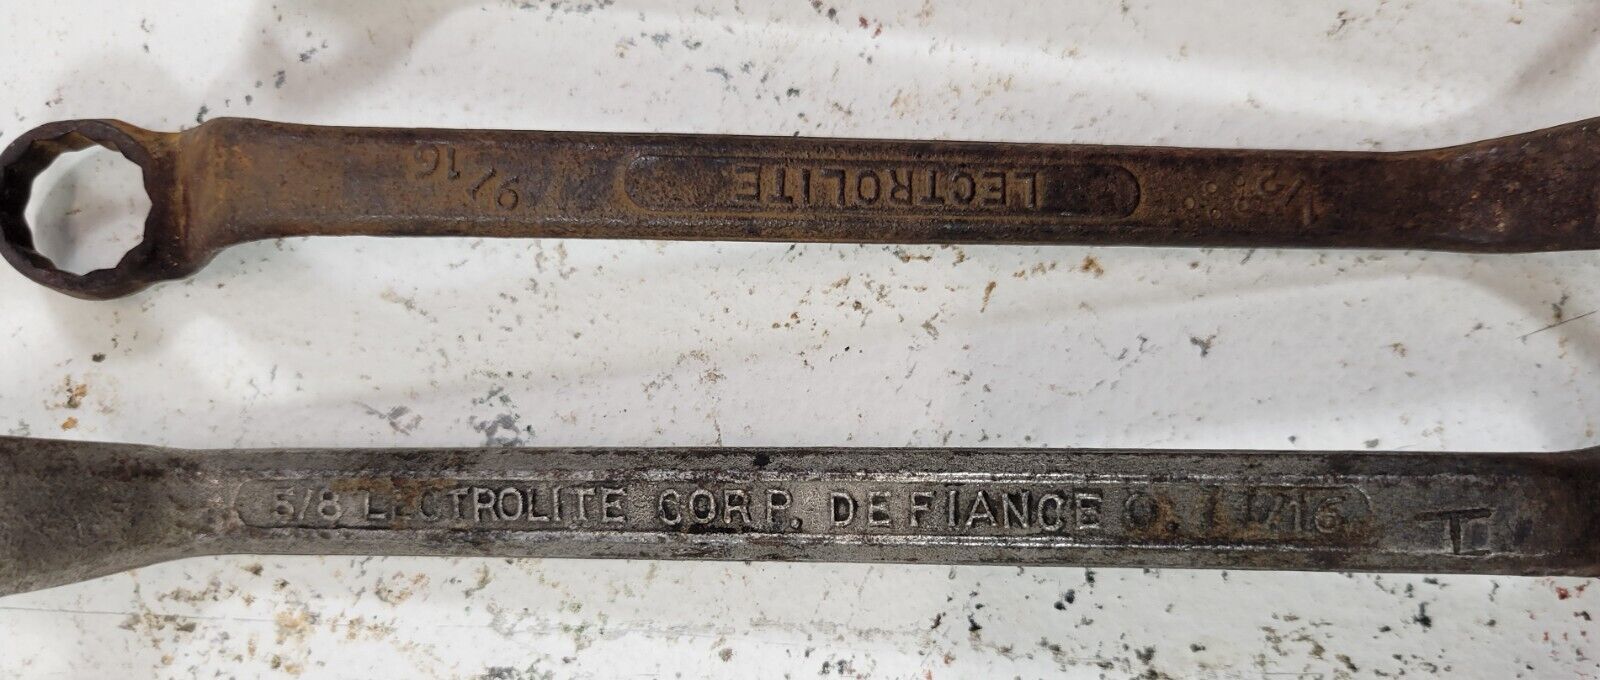 1/2 LECTROLITE 9/16
5/8 LECTROLITE CORP. DEFIANCE O. 11/16